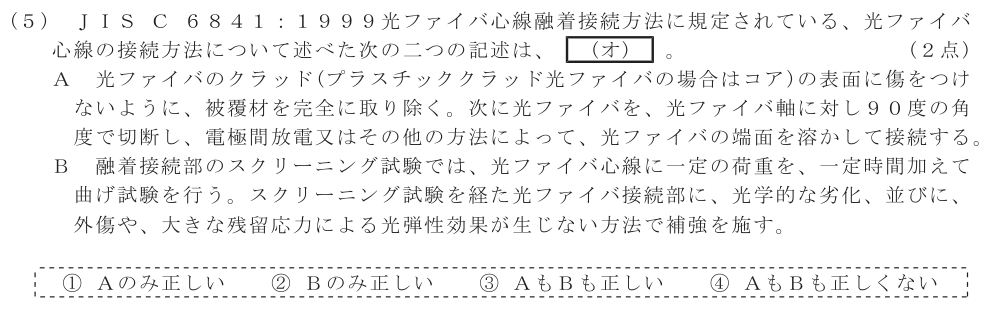 (5) JIS C 6841:1999光ファイバ心線融着接続方法に規定されている、光ファイバ
心線の接続方法について述べた次の二つの記述は、 (オ) 。 (2点)
A 光ファイバのクラッド(プラスチッククラッド光ファイバの場合はコア)の表面に傷をつけ
ないように、被覆材を完全に取り除く。次に光ファイバを、光ファイバ軸に対し90度の角
度で切断し、電極間放電又はその他の方法によって、光ファイバの端面を溶かして接続する。
B 融着接続部のスクリーニング試験では、光ファイバ心線に一定の荷重を、一定時間加えて
曲げ試験を行う。スクリーニング試験を経た光ファイバ接続部に、光学的な劣化、並びに、
外傷や、大きな残留応力による光弾性効果が生じない方法で補強を施す。
① Aのみ正しい ② Bのみ正しい ③ AもBも正しい ④ AもBも正しくない